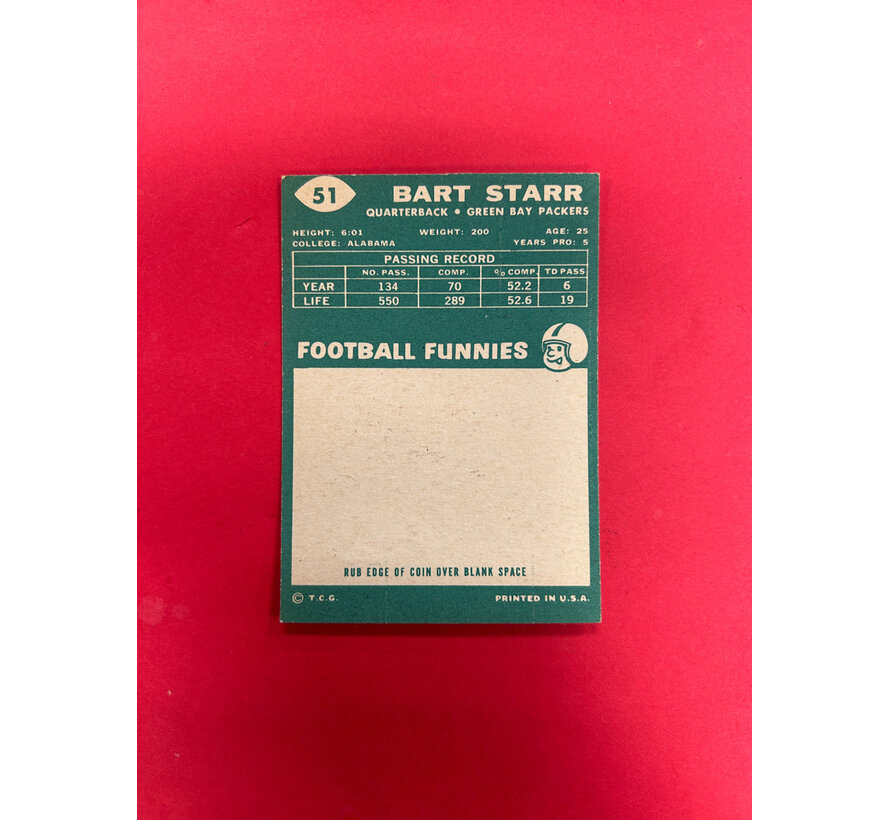 51
BART STARR
QUARTERBACK • GREEN BAY PACKERS
HEIGHT: 6:01 WEIGHT: 200 AGE: 25
COLLEGE: ALABAMA YEARS PRO: 5
PASSING RECORD
NO. PASS. COMP. % COMP. TD PASS.
YEAR 134 70 52.2 6
LIFE 550 289 52.6 19
FOOTBALL FUNNIES
RUB EDGE OF COIN OVER BLANK SPACE
© T.C.G. PRINTED IN U.S.A.